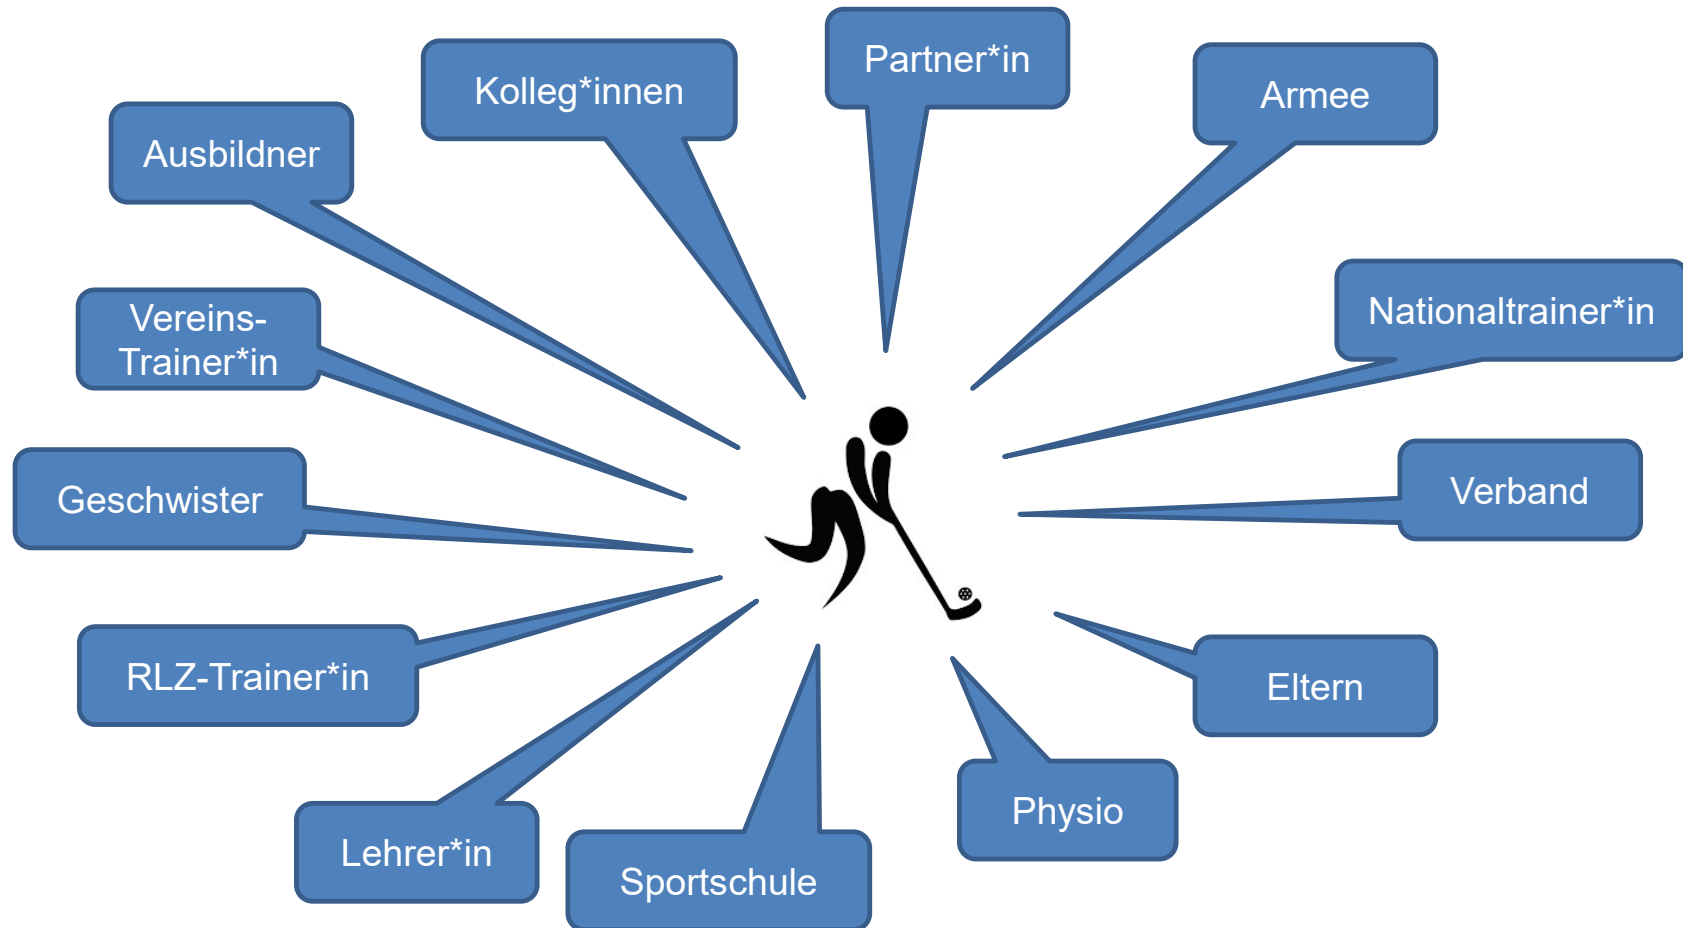 Partner*in
Kolleg*innen
Armee
Ausbildner
Nationaltrainer*in
Vereins-
Trainer*in
Verband
Geschwister
RLZ-Trainer*in
Eltern
Physio
Lehrer*in
Sportschule